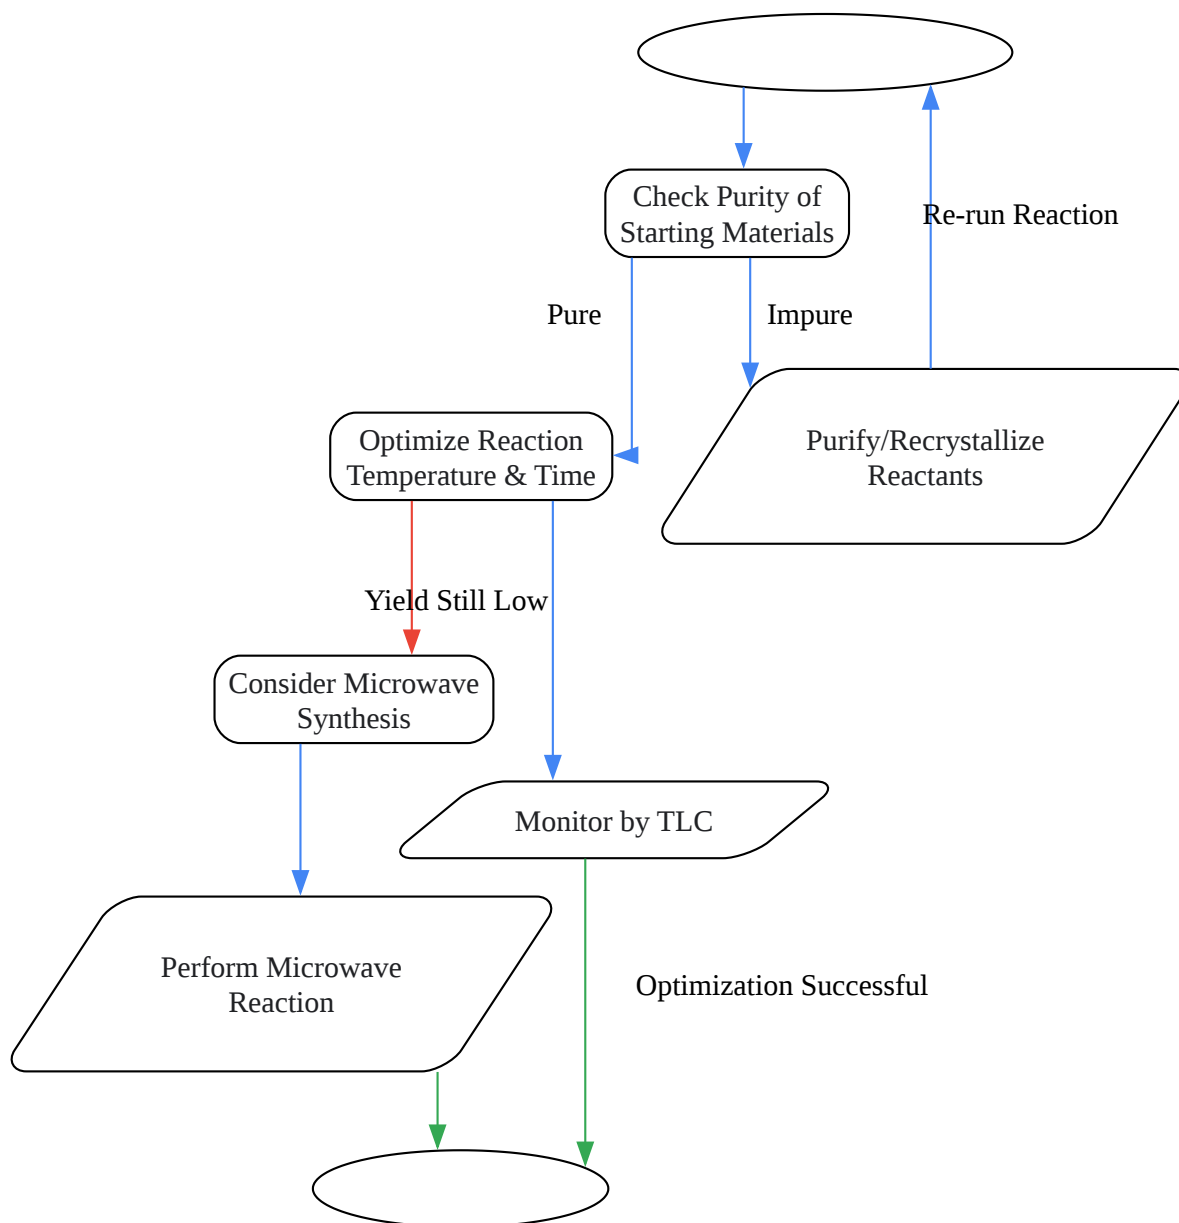 Check Purity of
Starting Materials
Re-run Reaction
Pure
Impure
Optimize Reaction
Temperature & Time
Purify/Recrystallize
Reactants
Yield Still Low
Consider Microwave
Synthesis
Monitor by TLC
Perform Microwave
Reaction
Optimization Successful